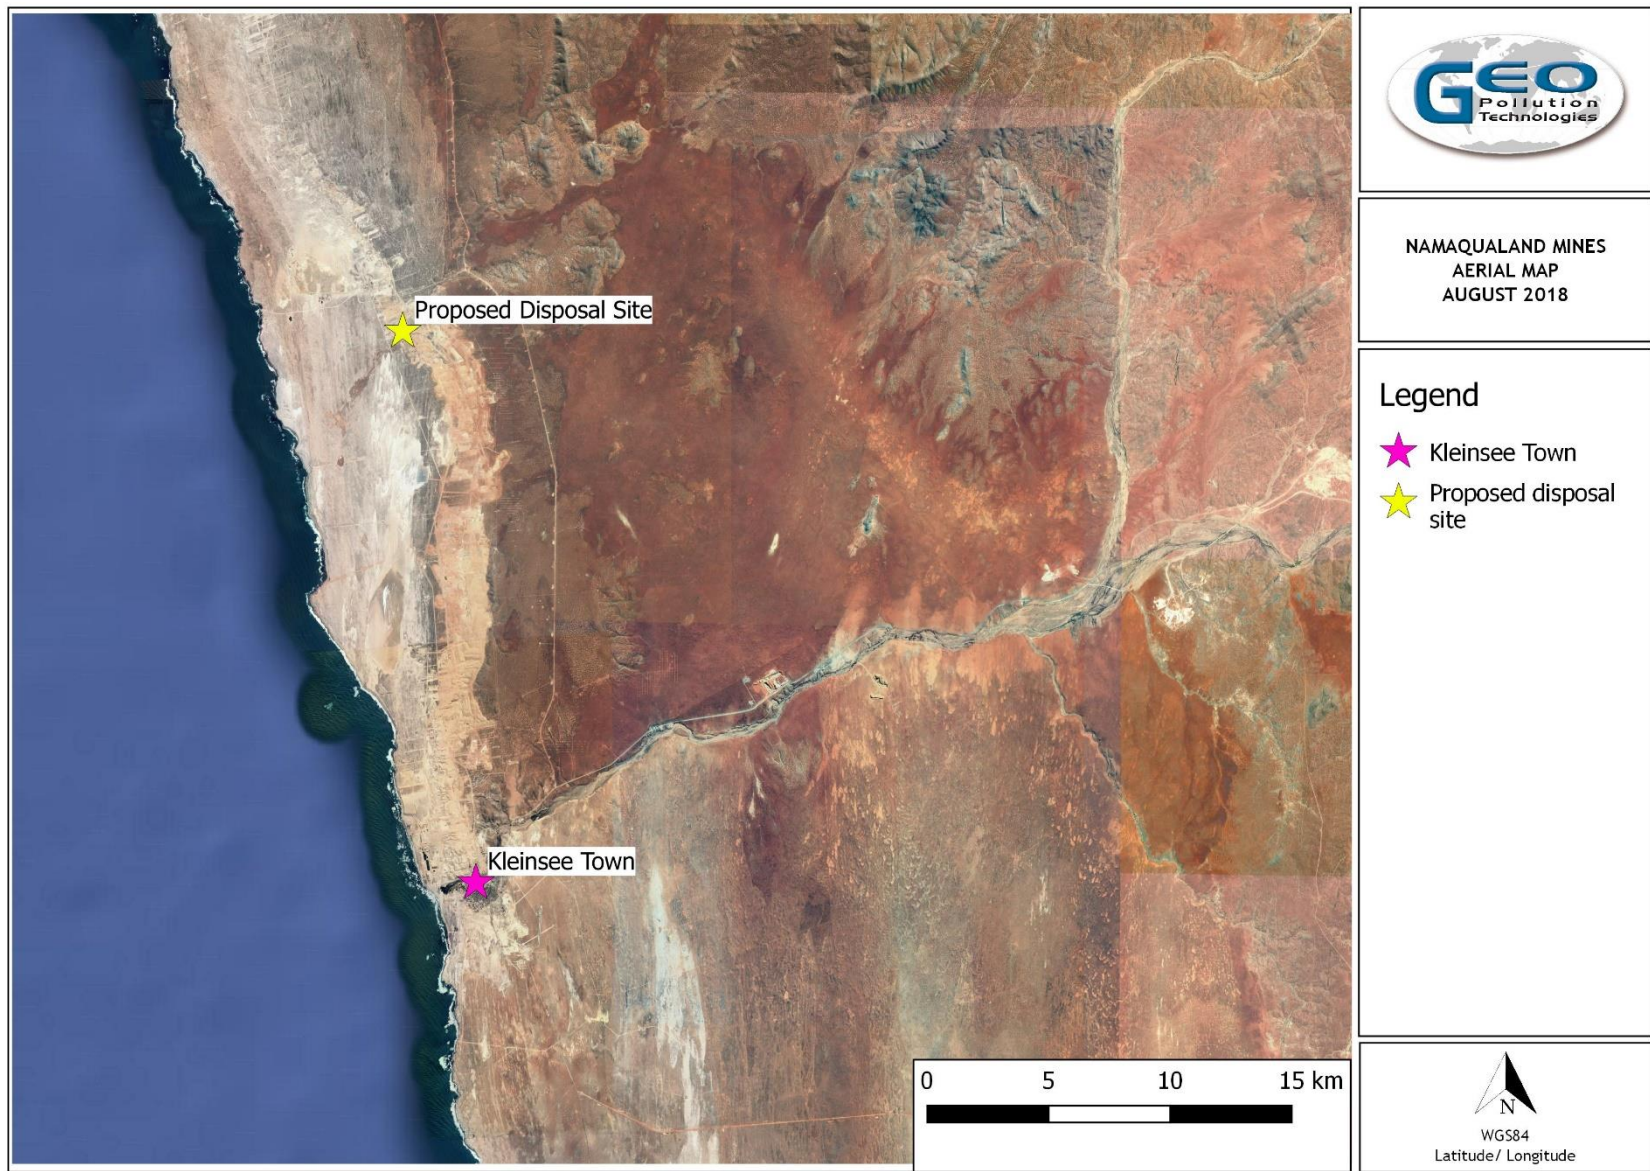 GEO
Pollution
Technologies
NAMAQUALAND MINES
AERIAL MAP
AUGUST 2018
Proposed Disposal Site
Legend
Kleinsee Town
Proposed disposal
site
Kleinsee Town
0 5 10 15 km
N
WGS84
Latitude/ Longitude